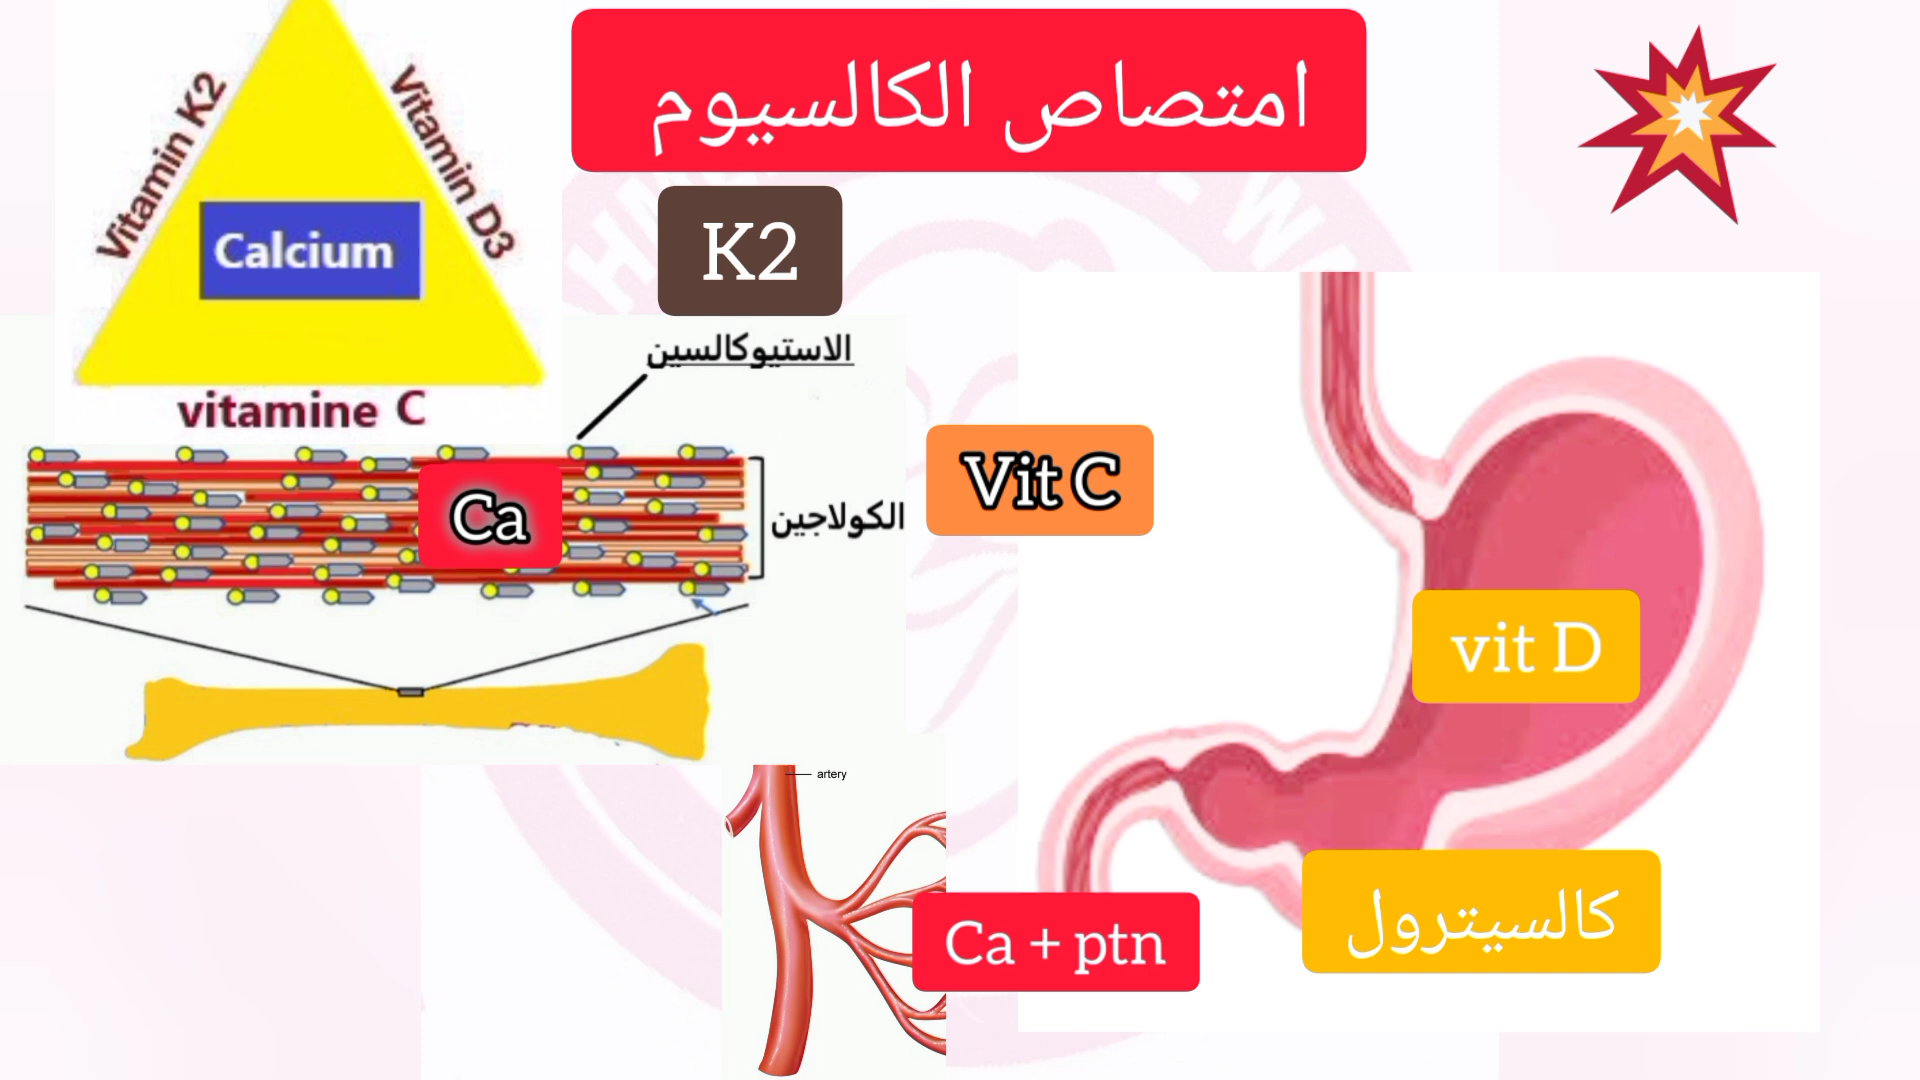 امتصاص الكالسيوم
Vitamin K2
Vitamin D3
Calcium
vitamine C
K2
الاستيوكالسين
Ca
الكولاجين
Vit C
vit D
artery
Ca + ptn
كالسيترول